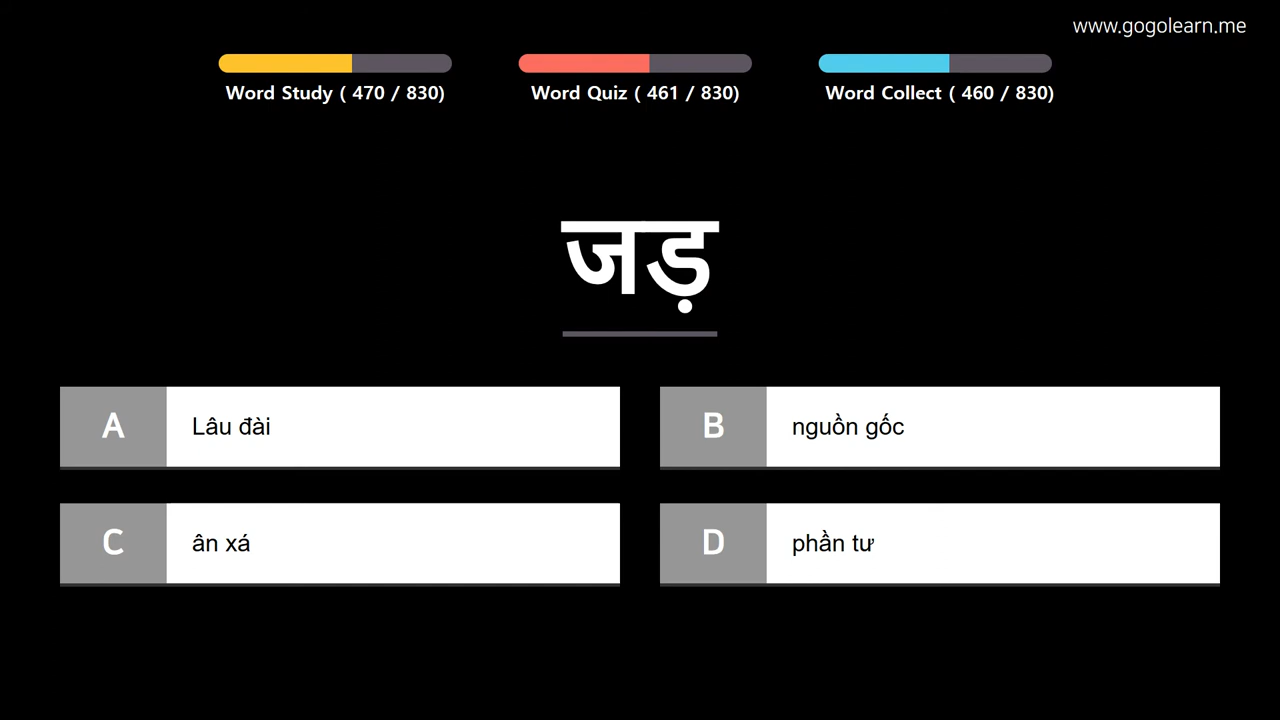 www.gogolearn.me
Word Study ( 470 / 830)
Word Quiz ( 461 / 830)
Word Collect ( 460 / 830)
जड़
A Lâu đài
B nguồn gốc
C ân xá
D phần tư